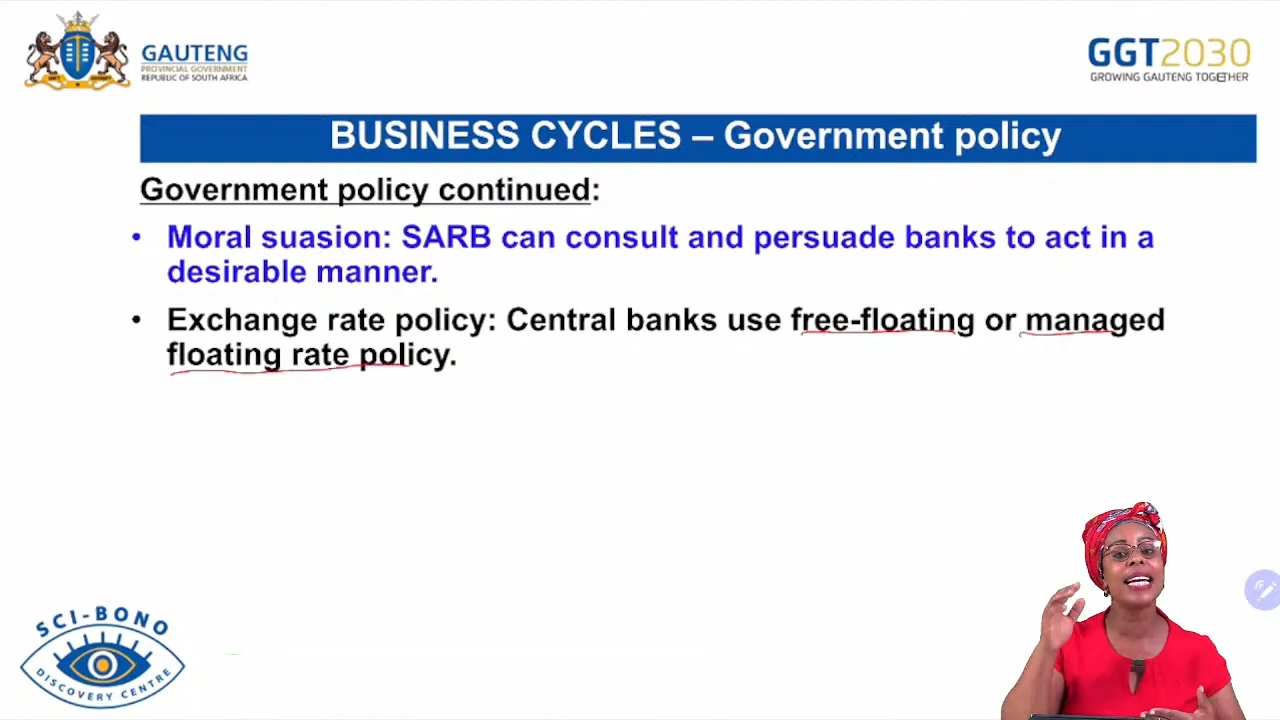 GAUTENG
PROVINCIAL GOVERNMENT
REPUBLIC OF SOUTH AFRICA
GGT2030
GROWING GAUTENG TOGETHER
BUSINESS CYCLES – Government policy
Government policy continued:
• Moral suasion: SARB can consult and persuade banks to act in a
desirable manner.
• Exchange rate policy: Central banks use free-floating or managed
floating rate policy.
SCI-BONO
DISCOVERY CENTRE